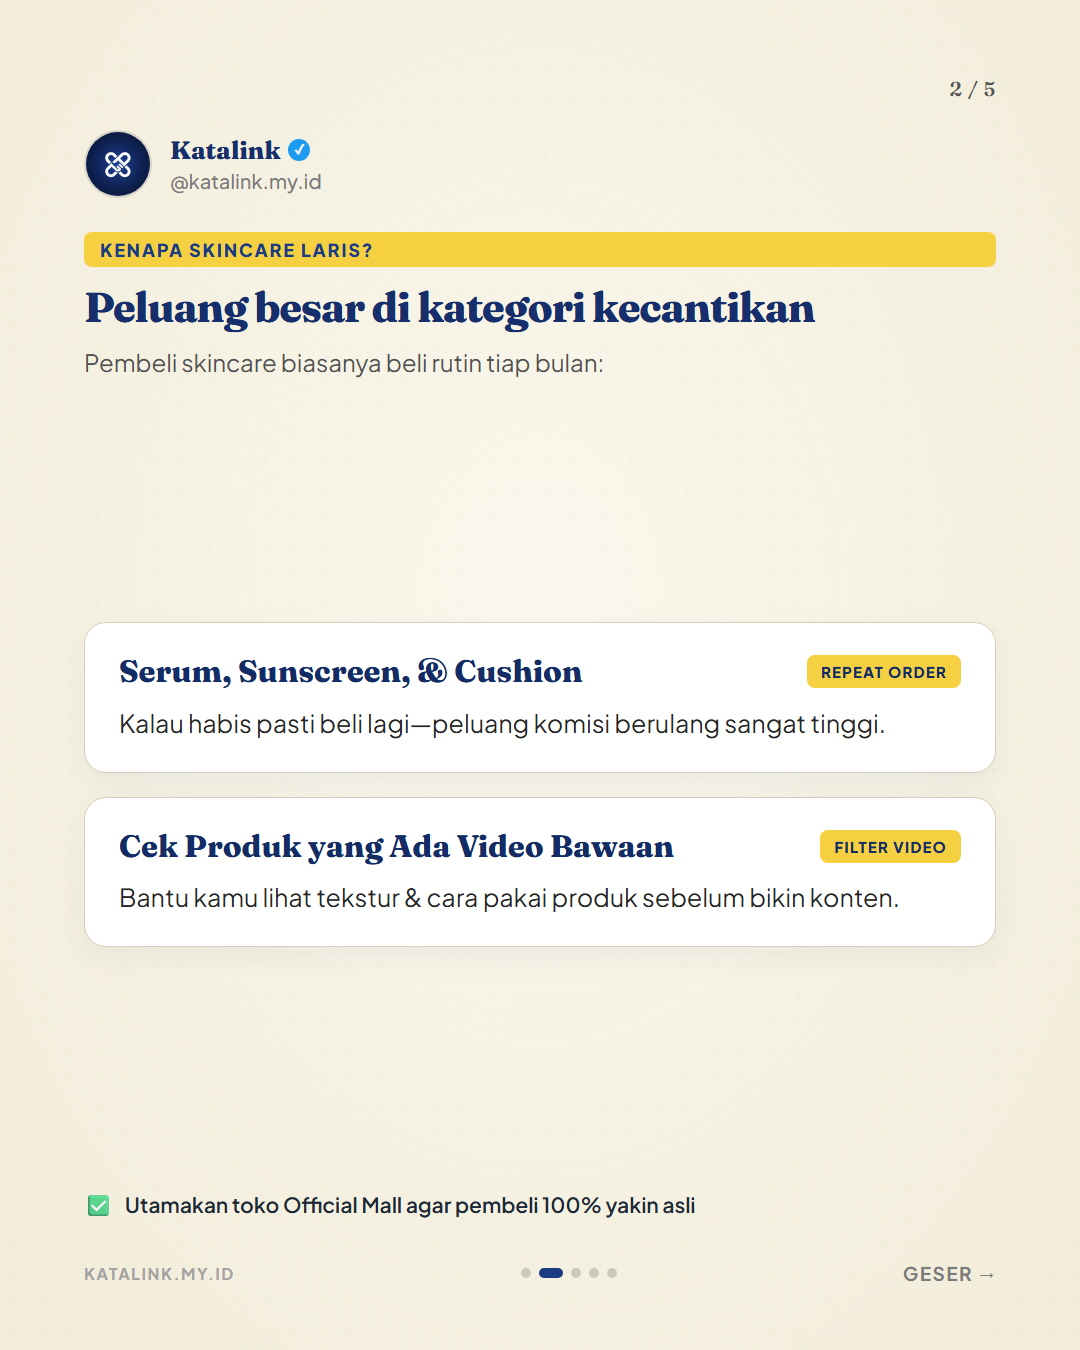 2 / 5
Katalink
@katalink.my.id
KENAPA SKINCARE LARIS?
Peluang besar di kategori kecantikan
Pembeli skincare biasanya beli rutin tiap bulan:
Serum, Sunscreen, & Cushion
REPEAT ORDER
Kalau habis pasti beli lagi—peluang komisi berulang sangat tinggi.
Cek Produk yang Ada Video Bawaan
FILTER VIDEO
Bantu kamu lihat tekstur & cara pakai produk sebelum bikin konten.
✅ Utamakan toko Official Mall agar pembeli 100% yakin asli
KATALINK.MY.ID
GESER →